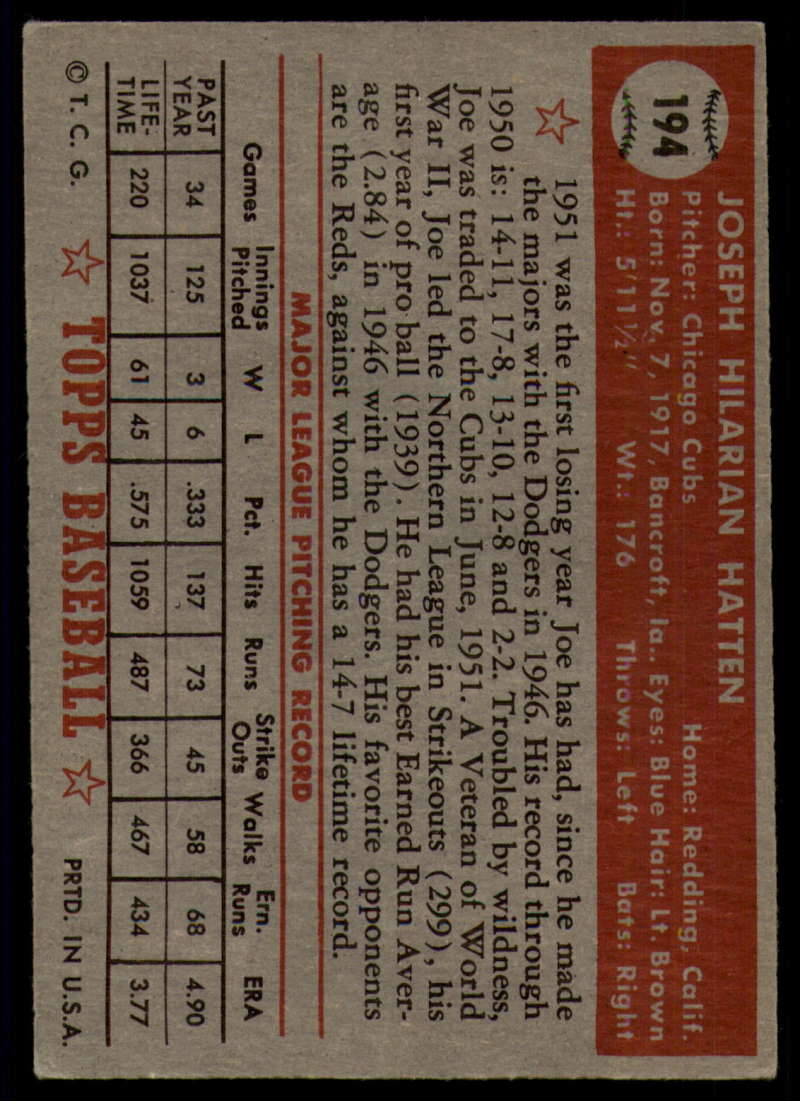 194
JOSEPH HILARIAN HATTEN
Pitcher: Chicago Cubs Home: Redding, Calif.
Born: Nov. 7, 1917, Bancroft, Ia., Eyes: Blue Hair: Lt. Brown
Ht.: 5'11½" Wt.: 176 Throws: Left Bats: Right
1951 was the first losing year Joe has had, since he made
the majors with the Dodgers in 1946. His record through
1950 is: 14-11, 17-8, 13-10, 12-8 and 2-2. Troubled by wildness,
Joe was traded to the Cubs in June, 1951. A Veteran of World
War II, Joe led the Northern League in Strikeouts (299), his
first year of pro ball (1939). He had his best Earned Run Aver-
age (2.84) in 1946 with the Dodgers. His favorite opponents
are the Reds, against whom he has a 14-7 lifetime record.
MAJOR LEAGUE PITCHING RECORD
Games Innings Pitched W L Pct. Hits Runs Strike Outs Walks Ern. Runs ERA
PAST YEAR 34 125 3 6 .333 137 73 45 58 68 4.90
LIFE-TIME 220 1037 61 45 .575 1059 487 366 467 434 3.77
© T. C. G. TOPPS BASEBALL PRTD. IN U.S.A.